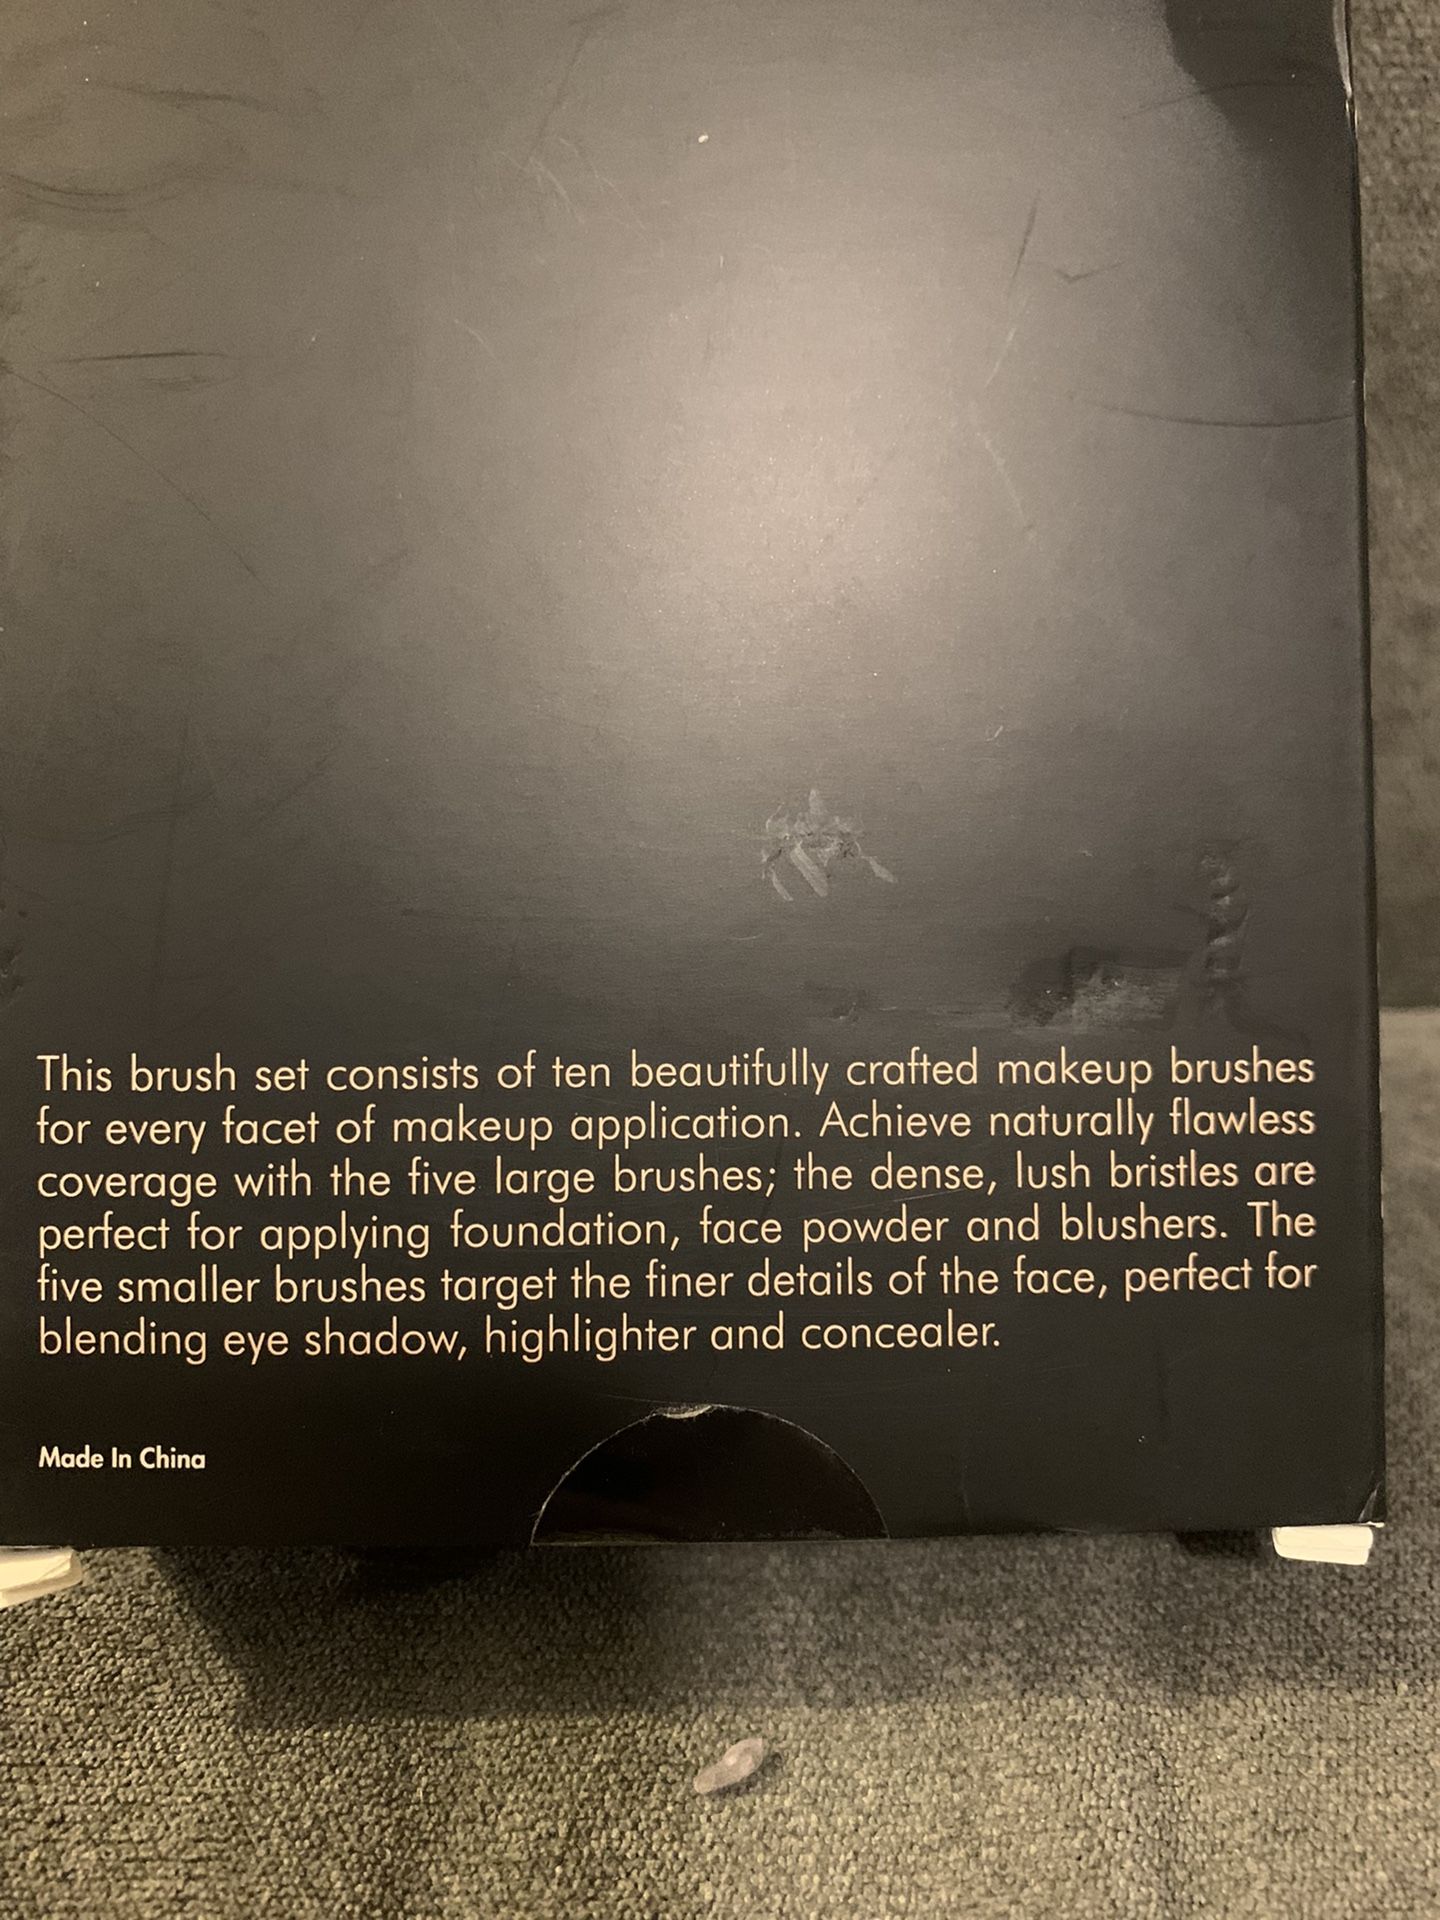 This brush set consists of ten beautifully crafted makeup brushes
for every facet of makeup application. Achieve naturally flawless
coverage with the five large brushes; the dense, lush bristles are
perfect for applying foundation, face powder and blushers. The
five smaller brushes target the finer details of the face, perfect for
blending eye shadow, highlighter and concealer.
Made In China